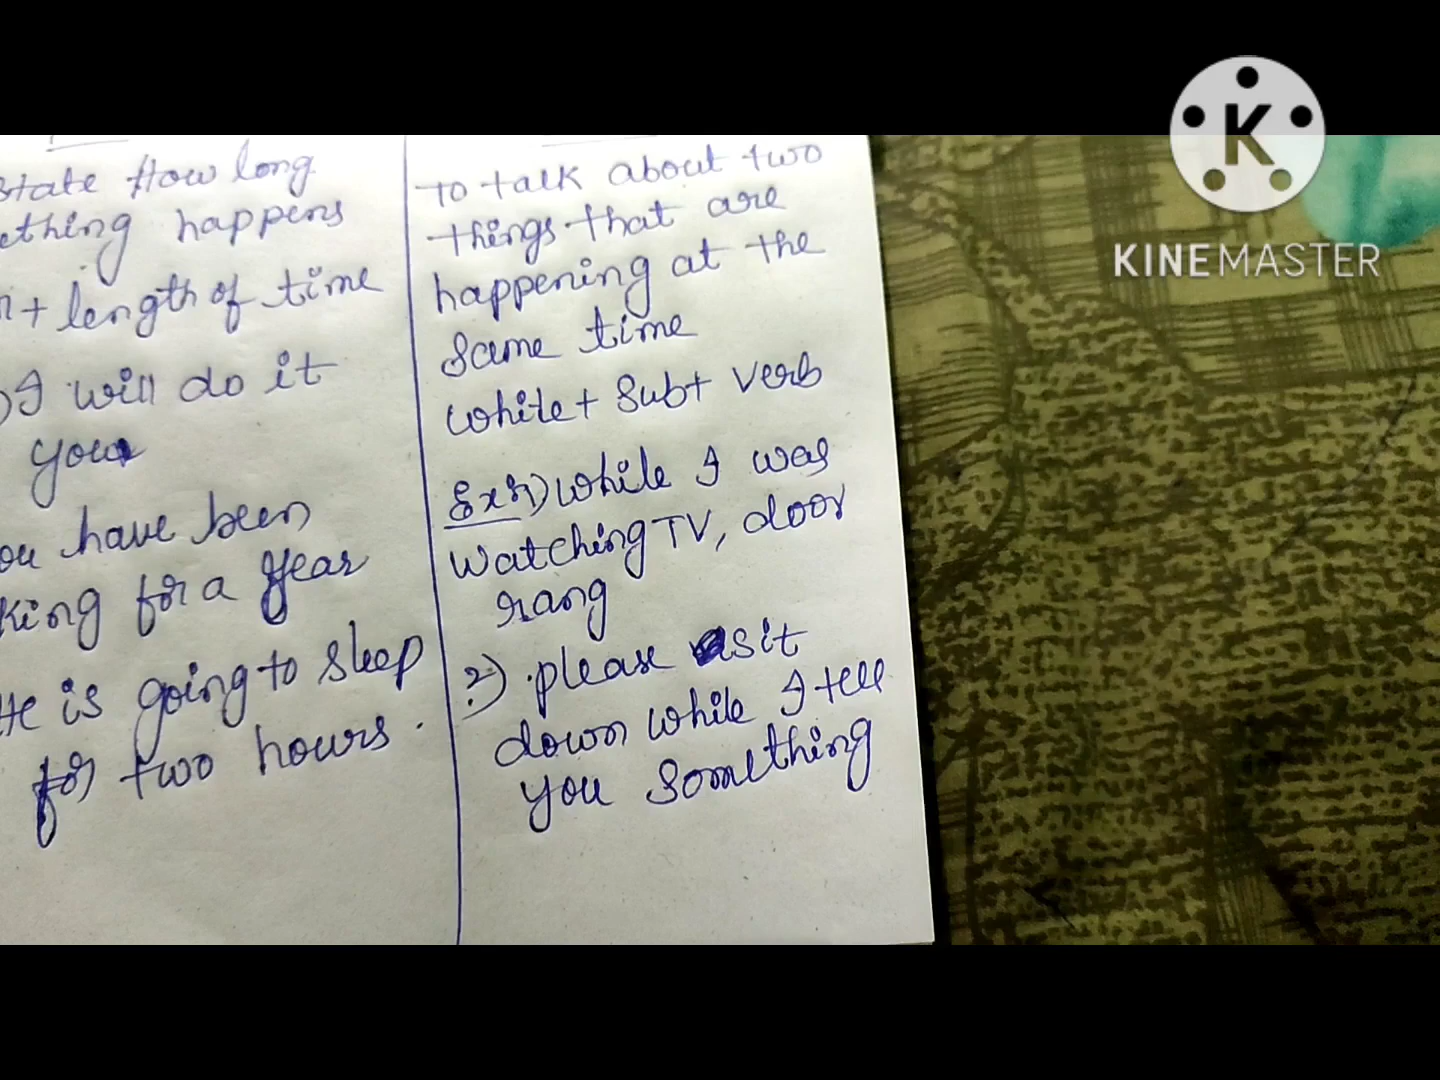 state How long
ething happens
+ length of time
) I will do it
your
ou have been
king for a year
He is going to sleep
for two hours.
To talk about two
things that are
happening at the
same time
while + Sub + verb
Ex:1) while I was
watching TV, door
rang
2) please sit
down while I tell
you something
K
KINEMASTER